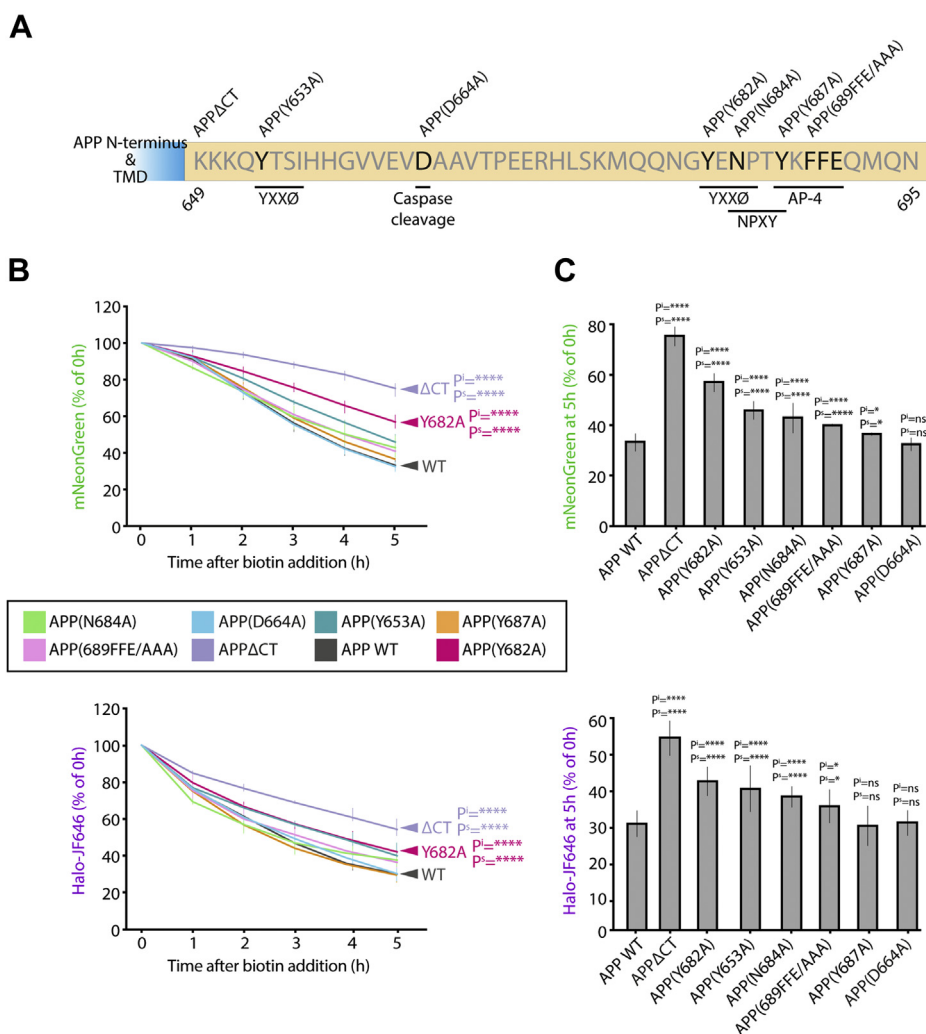 A
APPΔCT
APP(Y653A)
APP(D664A)
APP(Y682A)
APP(N684A)
APP(Y687A)
APP(689FFE/AAA)
APP N-terminus
&
TMD
KKKQYTSIHHGVVEVDAAVTPEERHLSKMQQNGYENPTYKFFEQMQN
649
YXXØ
Caspase
cleavage
YXXØ
NPXY
AP-4
695
B
mNeonGreen (% of 0h)
120
100
80
60
40
20
0
ΔCT Pⁱ=****
Pˢ=****
Y682A Pⁱ=****
Pˢ=****
WT
0 1 2 3 4 5
Time after biotin addition (h)
C
mNeonGreen at 5h (% of 0h)
80
60
40
20
0
Pⁱ=****
Pˢ=****
Pⁱ=****
Pˢ=****
Pⁱ=****
Pˢ=****
Pⁱ=****
Pˢ=****
Pⁱ=****
Pˢ=****
Pⁱ=*
Pˢ=*
Pⁱ=ns
Pˢ=ns
APP WT
APPΔCT
APP(Y682A)
APP(Y653A)
APP(N684A)
APP(689FFE/AAA)
APP(Y687A)
APP(D664A)
APP(N684A) APP(D664A) APP(Y653A) APP(Y687A)
APP(689FFE/AAA) APPΔCT APP WT APP(Y682A)
Halo-JF646 (% of 0h)
120
100
80
60
40
20
0
Pⁱ=****
ΔCT Pˢ=****
Y682A Pⁱ=****
Pˢ=****
WT
0 1 2 3 4 5
Time after biotin addition (h)
Halo-JF646 at 5h (% of 0h)
60
50
40
30
20
10
0
Pⁱ=****
Pˢ=****
Pⁱ=****
Pˢ=****
Pⁱ=****
Pˢ=****
Pⁱ=****
Pˢ=****
Pⁱ=*
Pˢ=*
Pⁱ=ns
Pˢ=ns
Pⁱ=ns
Pˢ=ns
APP WT
APPΔCT
APP(Y682A)
APP(Y653A)
APP(N684A)
APP(689FFE/AAA)
APP(Y687A)
APP(D664A)